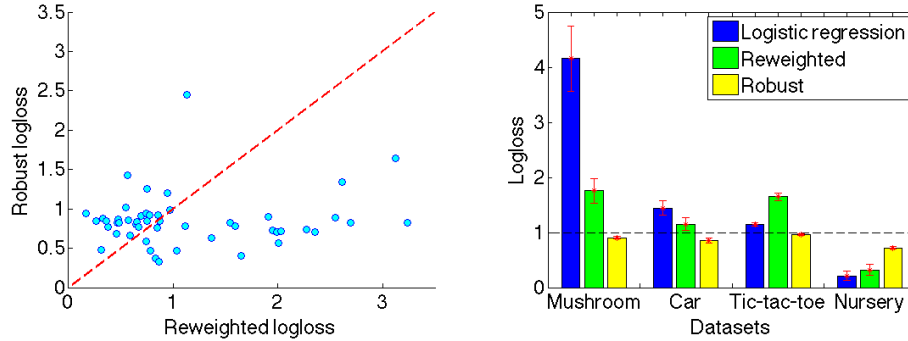 3.5
3
2.5
2
1.5
1
0.5
0
0
1
2
3
Robust logloss
Reweighted logloss
5
4
3
2
1
0
Logloss
Logistic regression
Reweighted
Robust
Mushroom Car Tic-tac-toe Nursery
Datasets